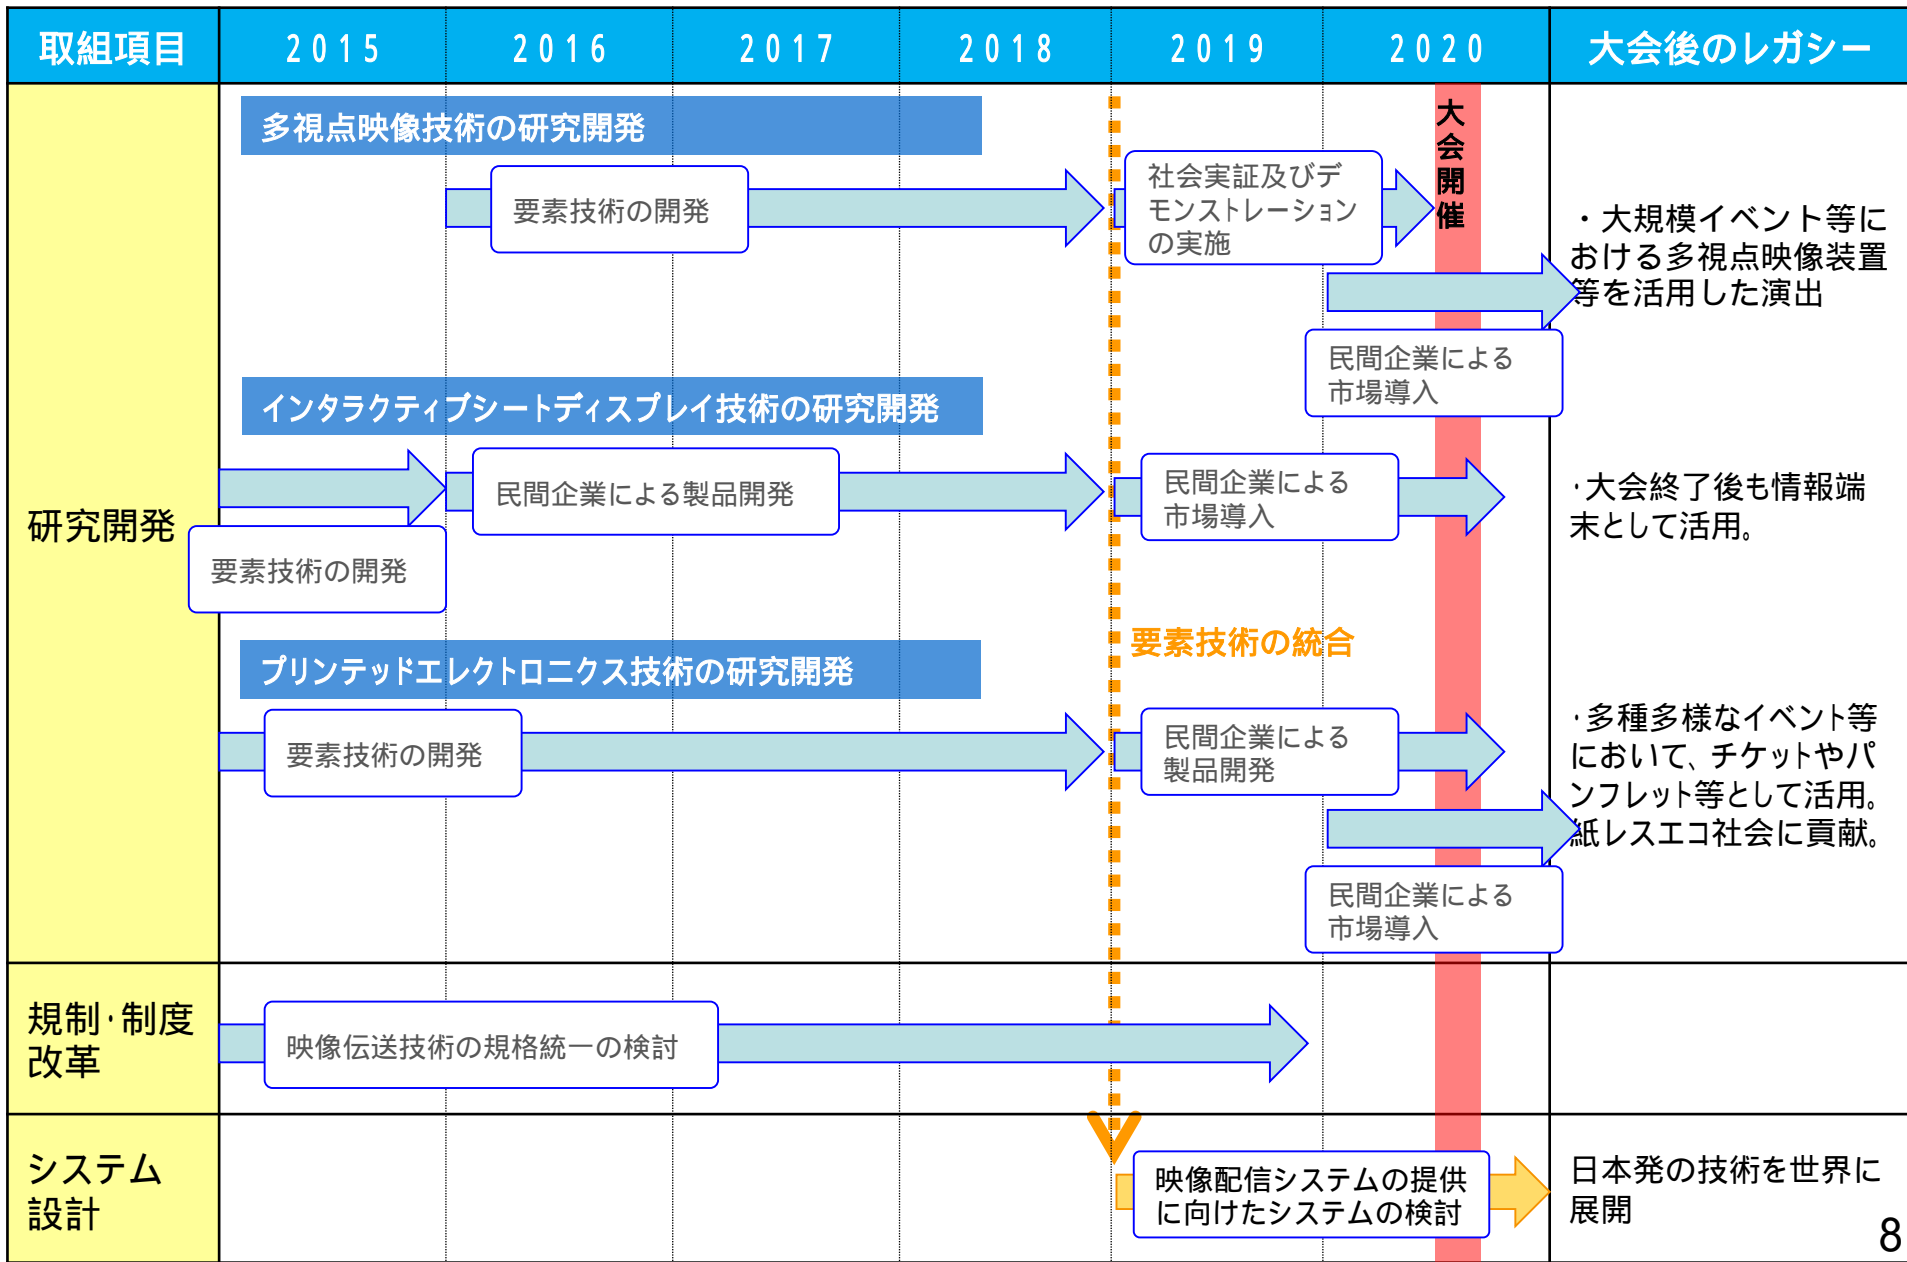 取組項目
2015
2016
2017
2018
2019
2020
大会後のレガシー
研究開発
多視点映像技術の研究開発
要素技術の開発
社会実証及びデ
モンストレーション
の実施
大会開催
民間企業による
市場導入
・大規模イベント等に
おける多視点映像装置
等を活用した演出
インタラクティブシートディスプレイ技術の研究開発
要素技術の開発
民間企業による製品開発
民間企業による
市場導入
・大会終了後も情報端
末として活用。
要素技術の統合
プリンテッドエレクトロニクス技術の研究開発
要素技術の開発
民間企業による
製品開発
民間企業による
市場導入
・多種多様なイベント等
において、チケットやパ
ンフレット等として活用。
紙レスエコ社会に貢献。
規制・制度
改革
映像伝送技術の規格統一の検討
システム
設計
映像配信システムの提供
に向けたシステムの検討
日本発の技術を世界に
展開
8